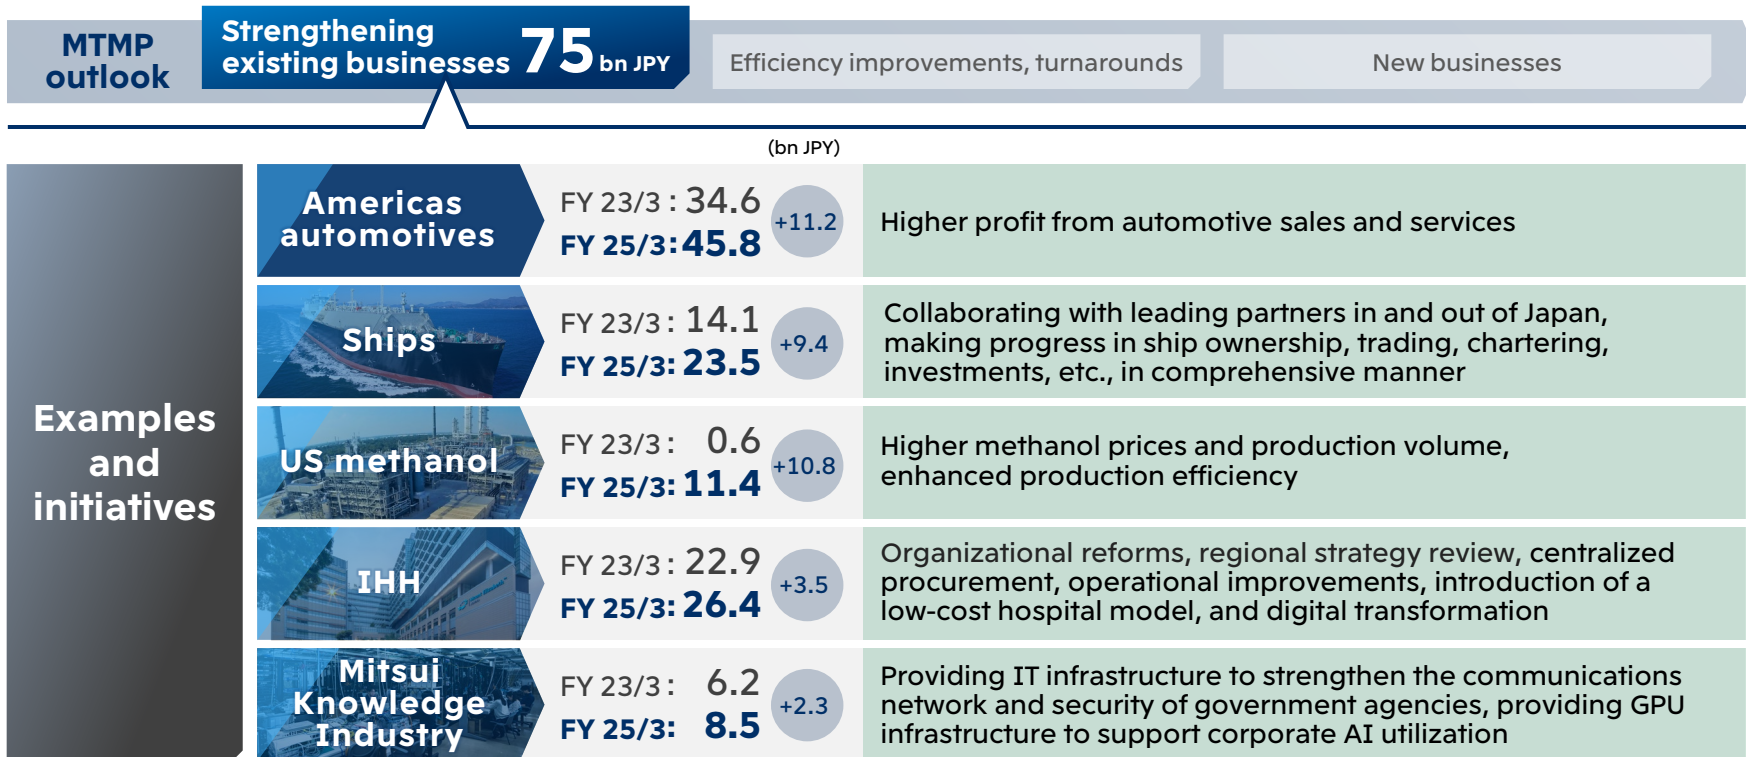 MTMP
outlook
Strengthening
existing businesses 75 bn JPY
Efficiency improvements, turnarounds
New businesses
(bn JPY)
Examples
and
initiatives
Americas
automotives
FY 23/3 : 34.6
FY 25/3: 45.8
+11.2
Higher profit from automotive sales and services
Ships
FY 23/3 : 14.1
FY 25/3: 23.5
+9.4
Collaborating with leading partners in and out of Japan,
making progress in ship ownership, trading, chartering,
investments, etc., in comprehensive manner
US methanol
FY 23/3 : 0.6
FY 25/3: 11.4
+10.8
Higher methanol prices and production volume,
enhanced production efficiency
IHH
FY 23/3 : 22.9
FY 25/3: 26.4
+3.5
Organizational reforms, regional strategy review, centralized
procurement, operational improvements, introduction of a
low-cost hospital model, and digital transformation
Mitsui
Knowledge
Industry
FY 23/3 : 6.2
FY 25/3: 8.5
+2.3
Providing IT infrastructure to strengthen the communications
network and security of government agencies, providing GPU
infrastructure to support corporate AI utilization